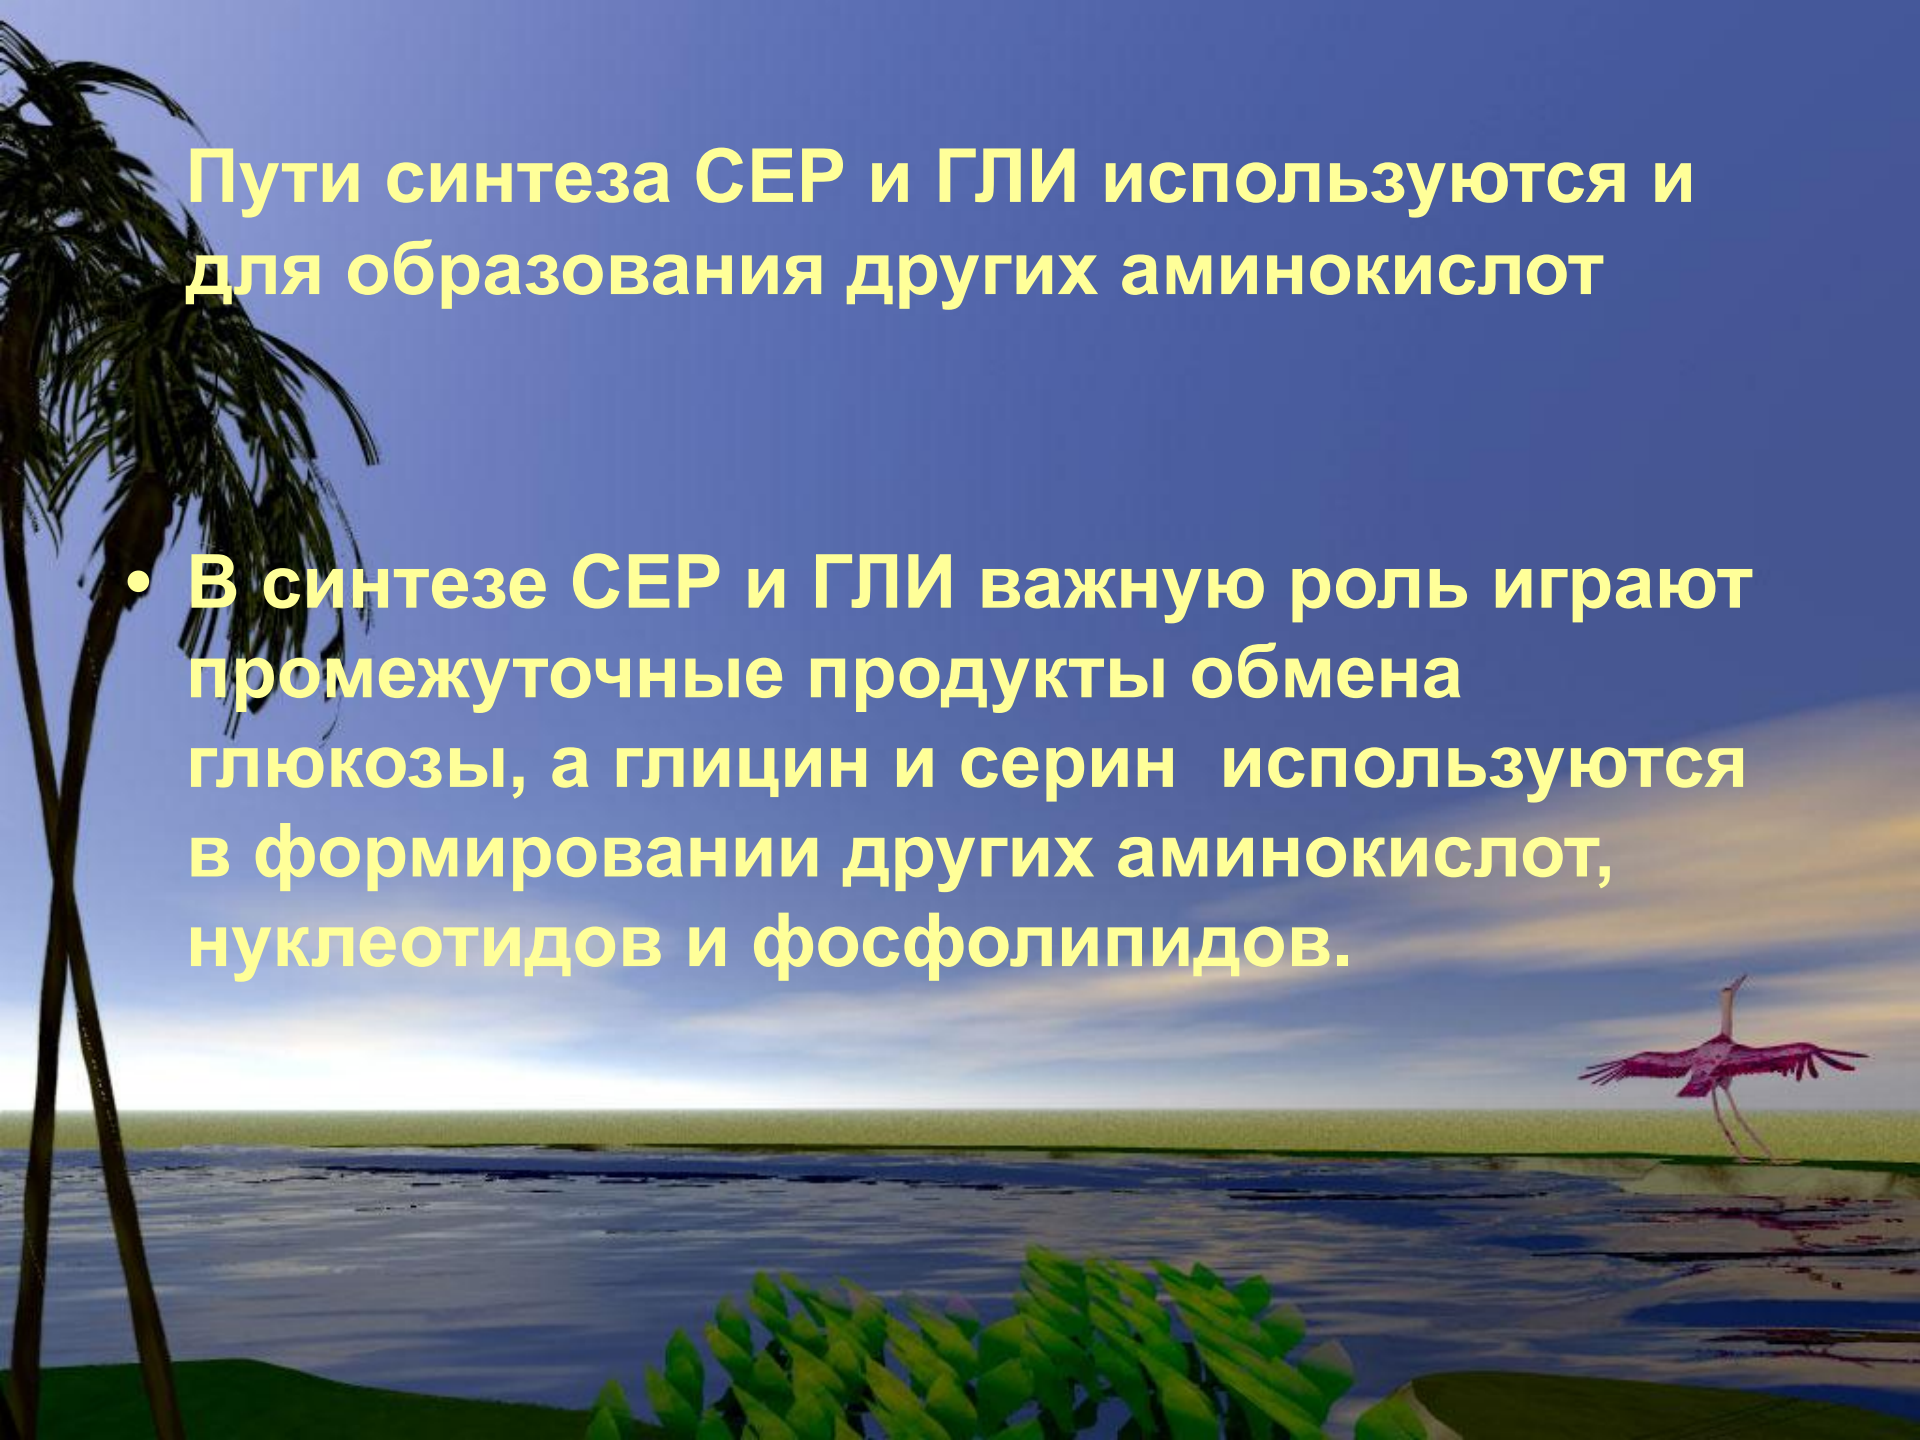 Пути синтеза СЕР и ГЛИ используются и
для образования других аминокислот
• В синтезе СЕР и ГЛИ важную роль играют
промежуточные продукты обмена
глюкозы, а глицин и серин  используются
в формировании других аминокислот,
нуклеотидов и фосфолипидов.